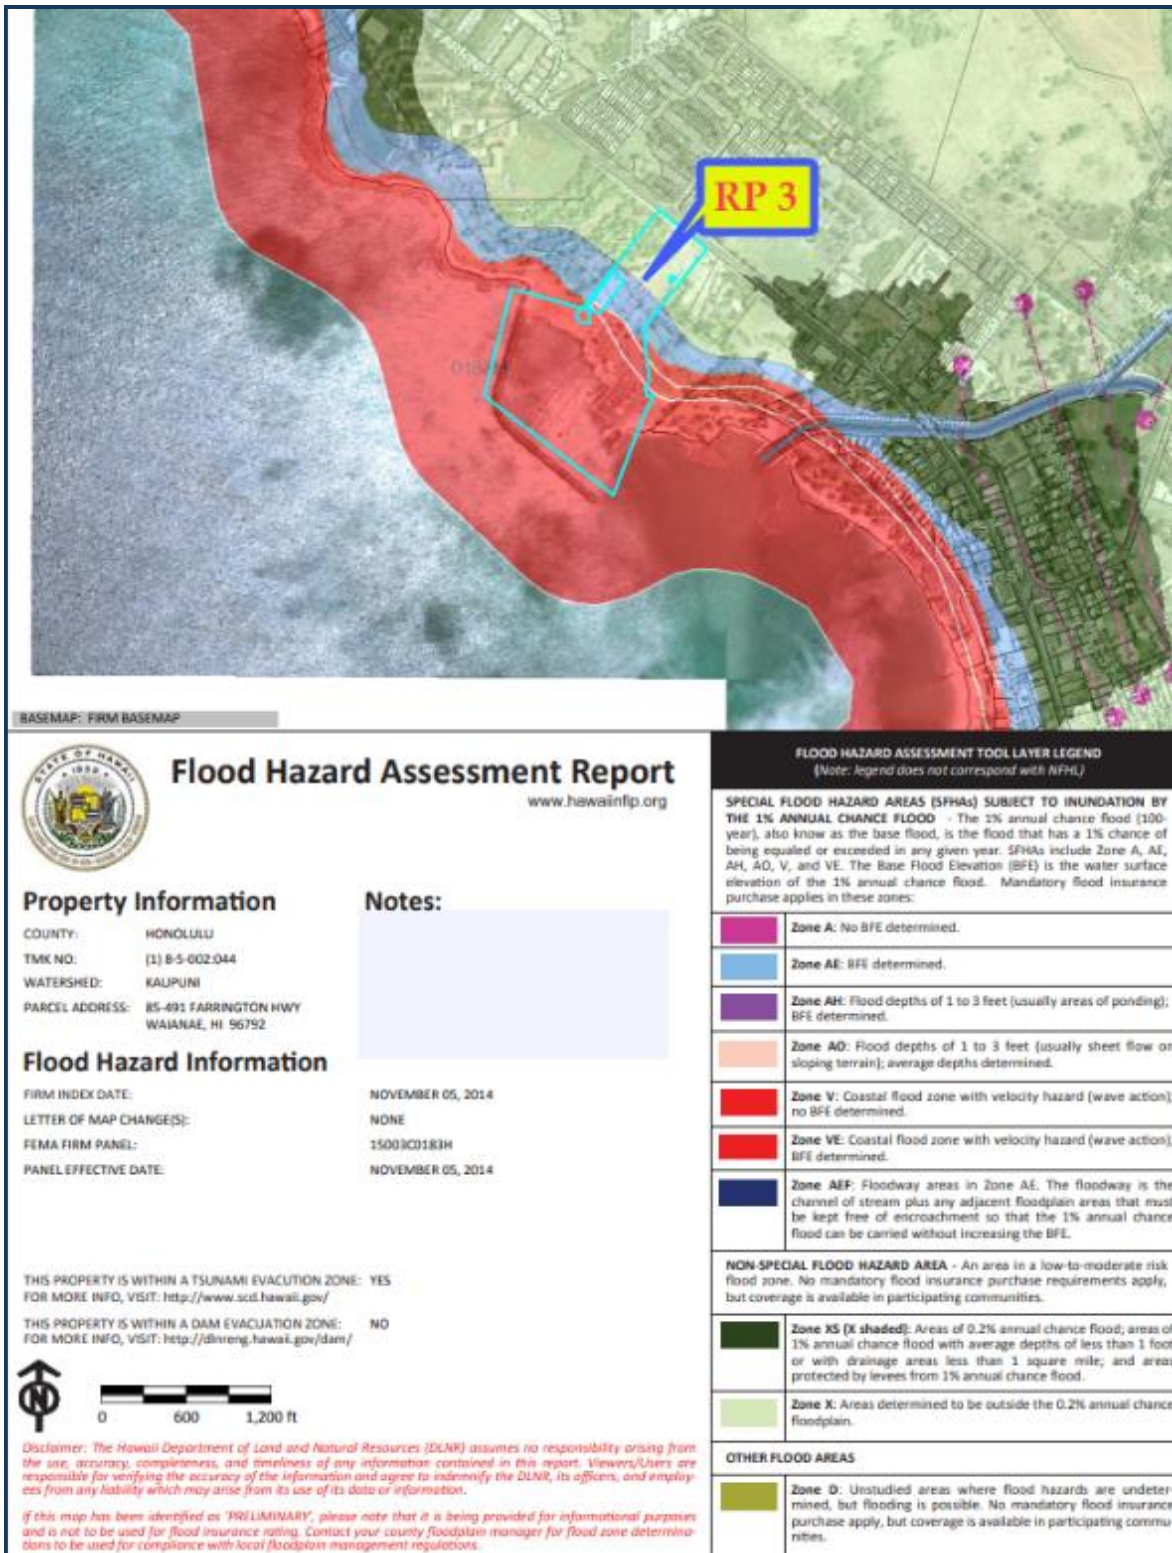 RP 3
BASEMAP: FIRM BASEMAP
STATE OF HAWAII
1959
Flood Hazard Assessment Report
www.hawaiinfip.org
Property Information
Notes:
COUNTY: HONOLULU
TMK NO: (1) 8-5-002:044
WATERSHED: KAUPUNI
PARCEL ADDRESS: 85-491 FARRINGTON HWY
WAIANAE, HI 96792
Flood Hazard Information
FIRM INDEX DATE: NOVEMBER 05, 2014
LETTER OF MAP CHANGE(S): NONE
FEMA FIRM PANEL: 15003C0183H
PANEL EFFECTIVE DATE: NOVEMBER 05, 2014
THIS PROPERTY IS WITHIN A TSUNAMI EVACUTION ZONE: YES
FOR MORE INFO, VISIT: http://www.scd.hawaii.gov/
THIS PROPERTY IS WITHIN A DAM EVACUATION ZONE: NO
FOR MORE INFO, VISIT: http://dlnreng.hawaii.gov/dam/
N
0 600 1,200 ft
Disclaimer: The Hawaii Department of Land and Natural Resources (DLNR) assumes no responsibility arising from
the use, accuracy, completeness, and timeliness of any information contained in this report. Viewers/Users are
responsible for verifying the accuracy of the information and agree to indemnify the DLNR, its officers, and employ-
ees from any liability which may arise from its use of its data or information.
If this map has been identified as 'PRELIMINARY', please note that it is being provided for informational purposes
and is not to be used for flood insurance rating. Contact your county floodplain manager for flood zone determina-
tions to be used for compliance with local floodplain management regulations.
FLOOD HAZARD ASSESSMENT TOOL LAYER LEGEND
(Note: legend does not correspond with NFHL)
SPECIAL FLOOD HAZARD AREAS (SFHAs) SUBJECT TO INUNDATION BY
THE 1% ANNUAL CHANCE FLOOD - The 1% annual chance flood (100-
year), also know as the base flood, is the flood that has a 1% chance of
being equaled or exceeded in any given year. SFHAs include Zone A, AE,
AH, AO, V, and VE. The Base Flood Elevation (BFE) is the water surface
elevation of the 1% annual chance flood. Mandatory flood insurance
purchase applies in these zones:
Zone A: No BFE determined.
Zone AE: BFE determined.
Zone AH: Flood depths of 1 to 3 feet (usually areas of ponding);
BFE determined.
Zone AO: Flood depths of 1 to 3 feet (usually sheet flow on
sloping terrain); average depths determined.
Zone V: Coastal flood zone with velocity hazard (wave action);
no BFE determined.
Zone VE: Coastal flood zone with velocity hazard (wave action);
BFE determined.
Zone AEF: Floodway areas in Zone AE. The floodway is the
channel of stream plus any adjacent floodplain areas that must
be kept free of encroachment so that the 1% annual chance
flood can be carried without increasing the BFE.
NON-SPECIAL FLOOD HAZARD AREA - An area in a low-to-moderate risk
flood zone. No mandatory flood insurance purchase requirements apply,
but coverage is available in participating communities.
Zone XS (X shaded): Areas of 0.2% annual chance flood; areas of
1% annual chance flood with average depths of less than 1 foot
or with drainage areas less than 1 square mile; and areas
protected by levees from 1% annual chance flood.
Zone X: Areas determined to be outside the 0.2% annual chance
floodplain.
OTHER FLOOD AREAS
Zone D: Unstudied areas where flood hazards are undeter-
mined, but flooding is possible. No mandatory flood insurance
purchase apply, but coverage is available in participating commu-
nities.